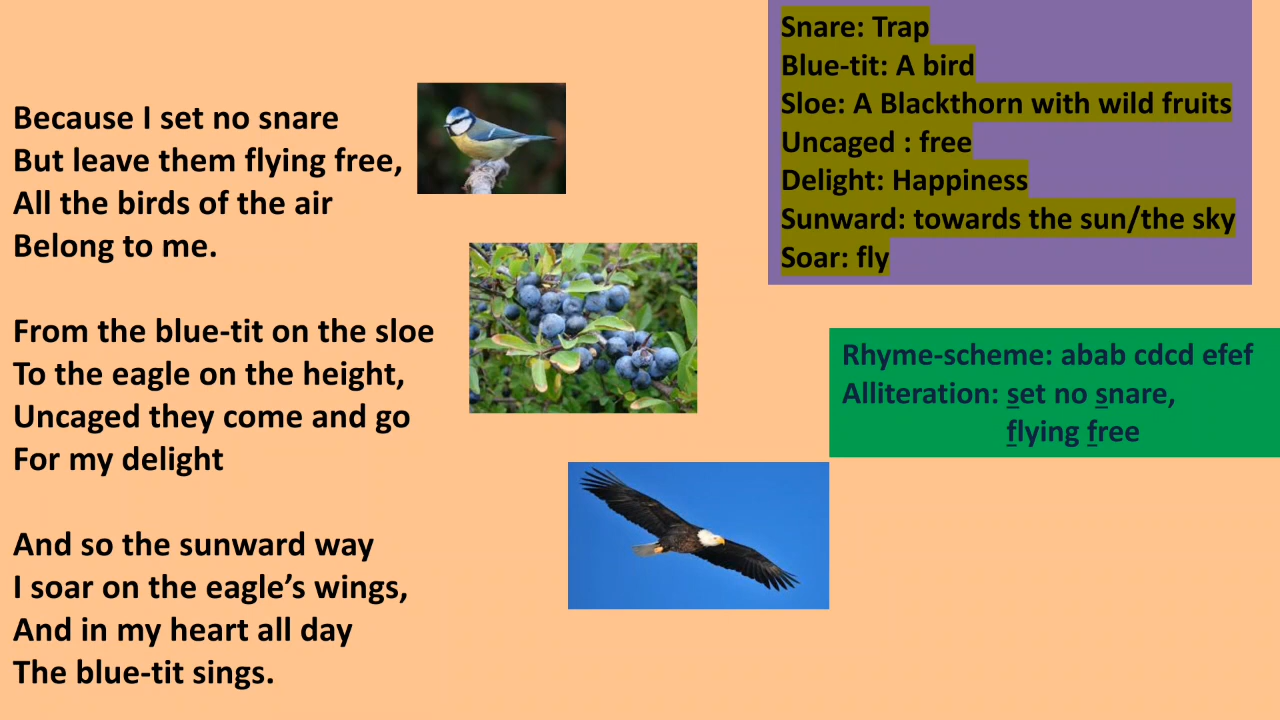 Because I set no snare
But leave them flying free,
All the birds of the air
Belong to me.
From the blue-tit on the sloe
To the eagle on the height,
Uncaged they come and go
For my delight
And so the sunward way
I soar on the eagle’s wings,
And in my heart all day
The blue-tit sings.
Snare: Trap
Blue-tit: A bird
Sloe: A Blackthorn with wild fruits
Uncaged : free
Delight: Happiness
Sunward: towards the sun/the sky
Soar: fly
Rhyme-scheme: abab cdcd efef
Alliteration: set no snare,
flying free